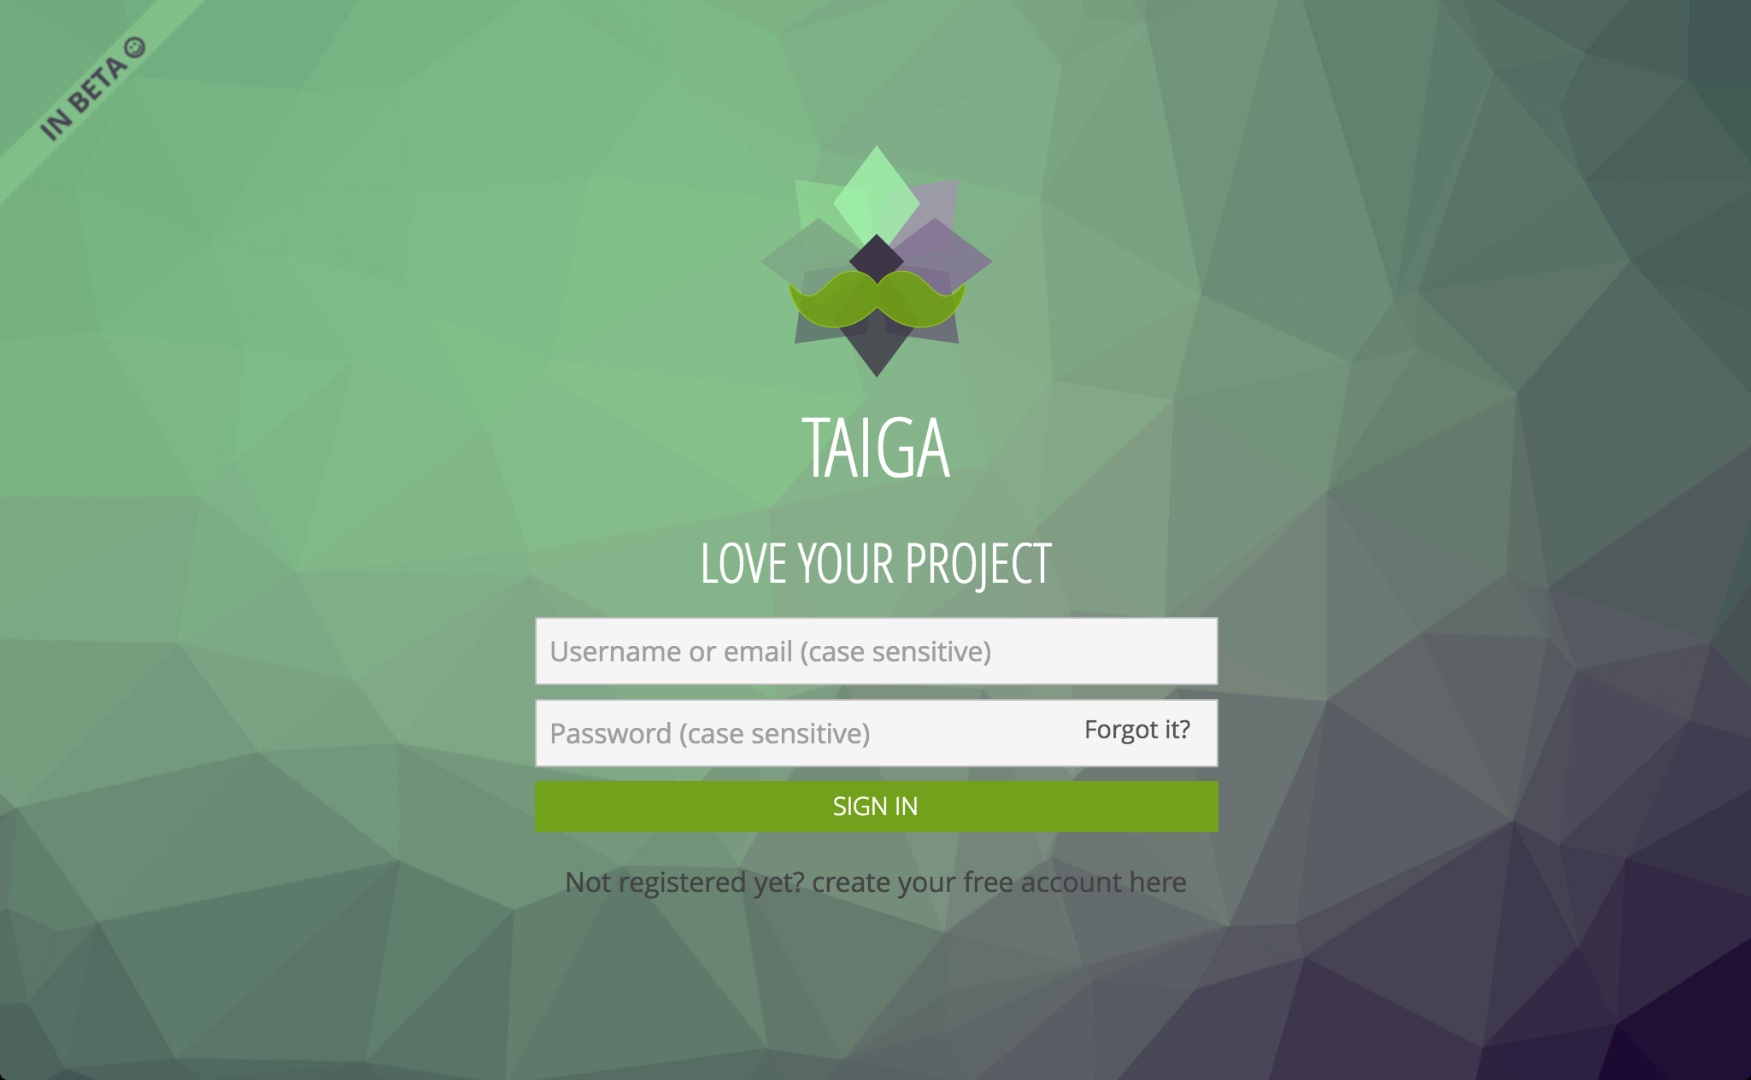 IN BETA
TAIGA
LOVE YOUR PROJECT
Username or email (case sensitive)
Password (case sensitive)
Forgot it?
SIGN IN
Not registered yet? create your free account here